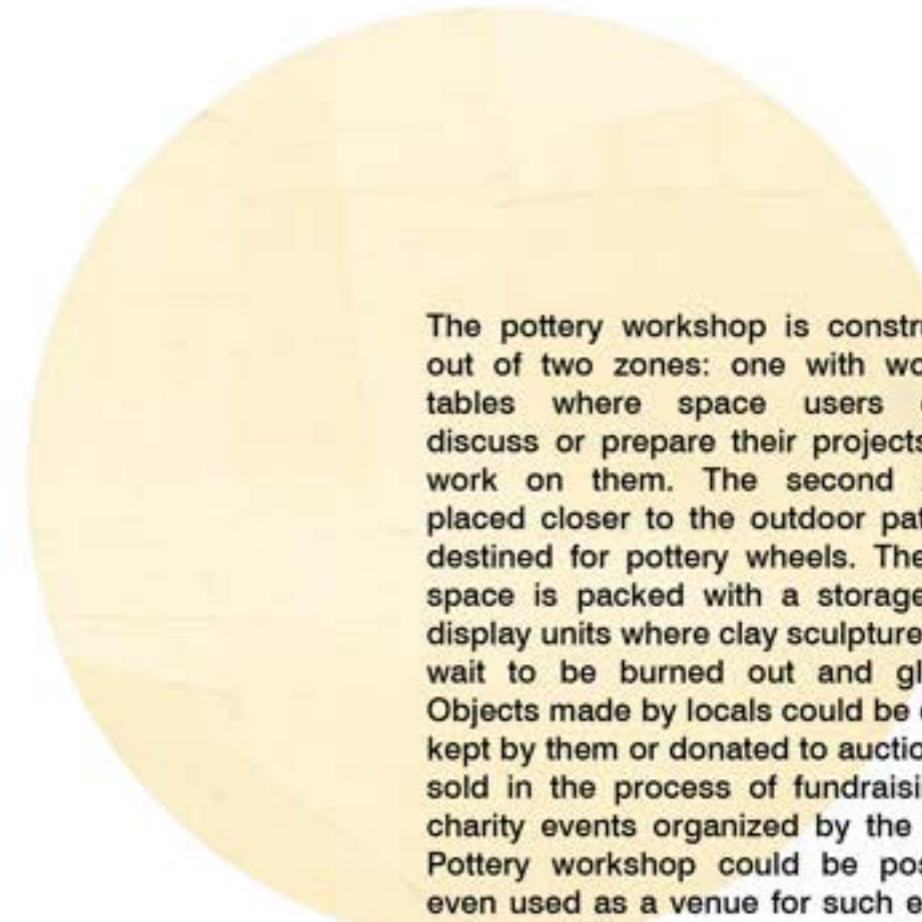 The pottery workshop is constru
out of two zones: one with wo
tables where space users
discuss or prepare their projects
work on them. The second
placed closer to the outdoor pat
destined for pottery wheels. The
space is packed with a storage
display units where clay sculpture
wait to be burned out and gl
Objects made by locals could be
kept by them or donated to auctio
sold in the process of fundraisi
charity events organized by the
Pottery workshop could be pos
even used as a venue for such e